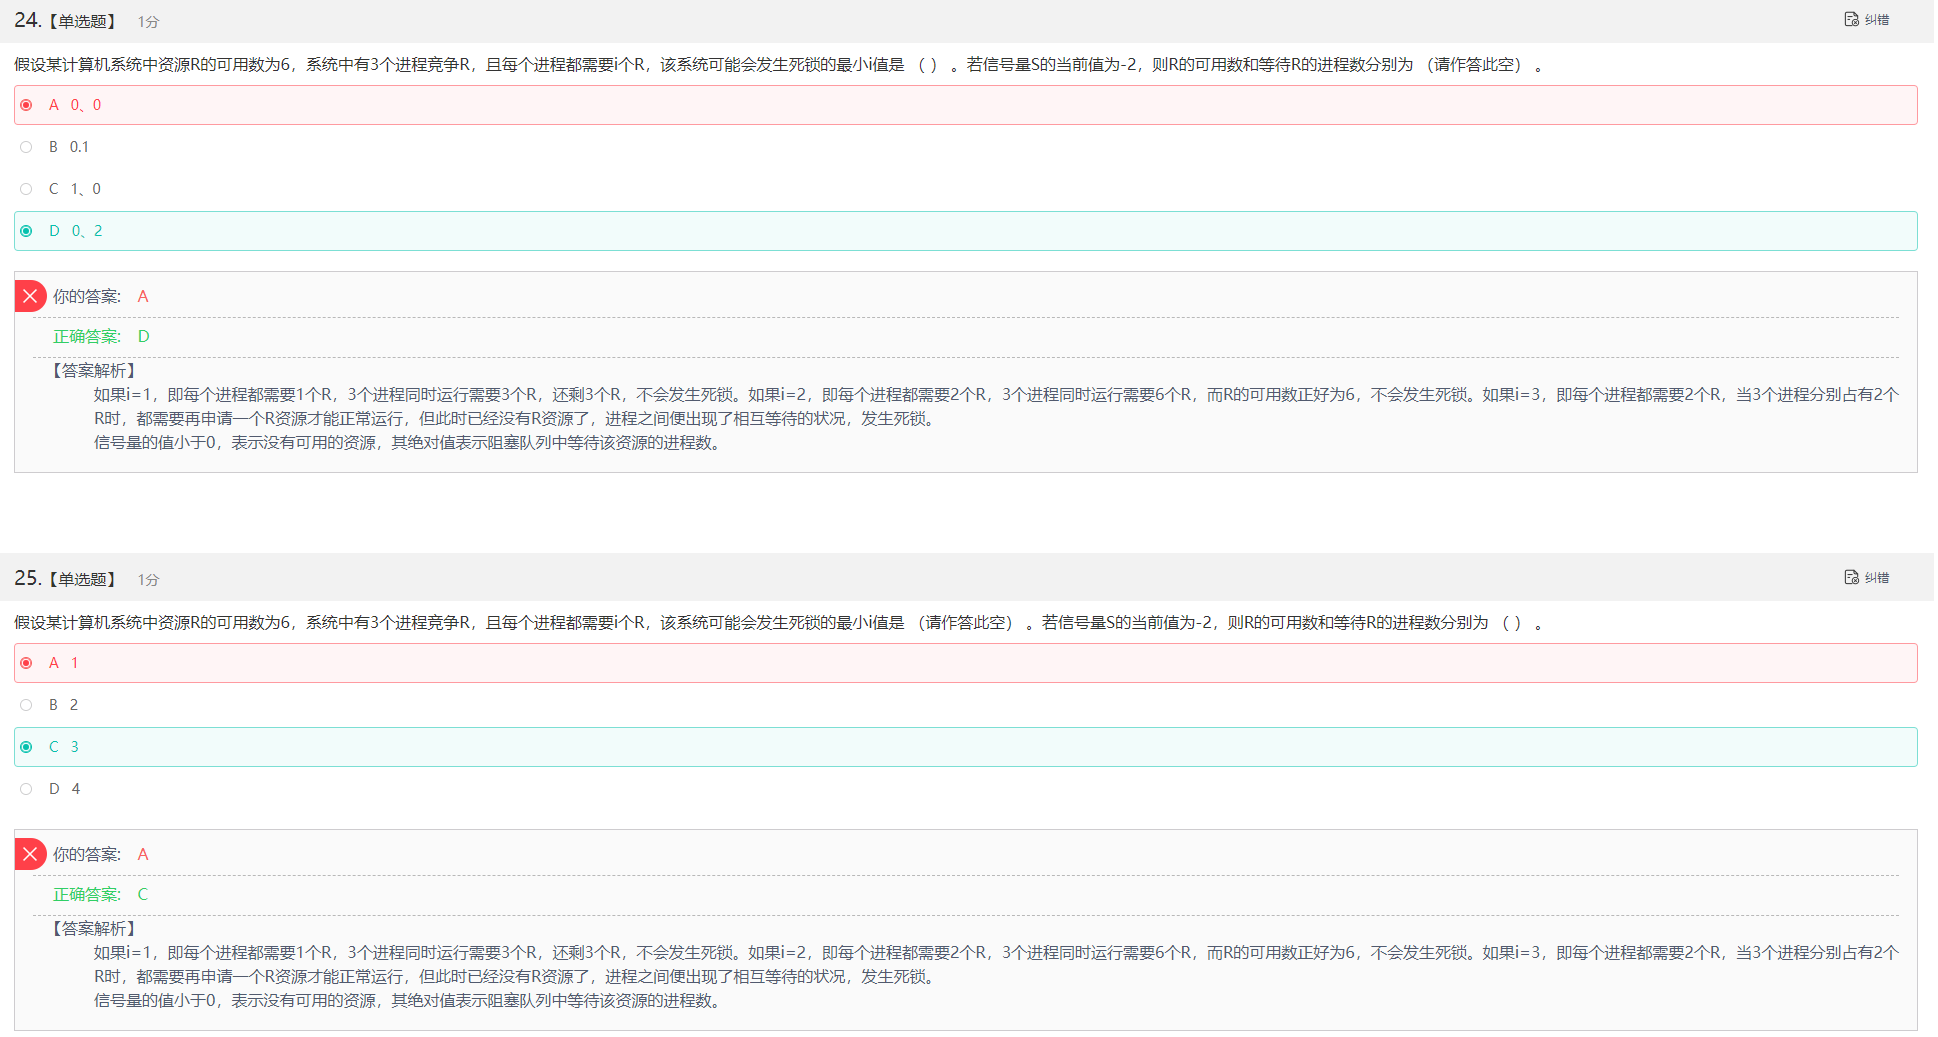 24.【单选题】 1分 纠错
假设某计算机系统中资源R的可用数为6，系统中有3个进程竞争R，且每个进程都需要i个R，该系统可能会发生死锁的最小i值是 （ ） 。若信号量S的当前值为-2，则R的可用数和等待R的进程数分别为 （请作答此空） 。
A 0、0
B 0.1
C 1、0
D 0、2
你的答案: A
正确答案: D
【答案解析】
如果i=1，即每个进程都需要1个R，3个进程同时运行需要3个R，还剩3个R，不会发生死锁。如果i=2，即每个进程都需要2个R，3个进程同时运行需要6个R，而R的可用数正好为6，不会发生死锁。如果i=3，即每个进程都需要2个R，当3个进程分别占有2个
R时，都需要再申请一个R资源才能正常运行，但此时已经没有R资源了，进程之间便出现了相互等待的状况，发生死锁。
信号量的值小于0，表示没有可用的资源，其绝对值表示阻塞队列中等待该资源的进程数。
25.【单选题】 1分 纠错
假设某计算机系统中资源R的可用数为6，系统中有3个进程竞争R，且每个进程都需要i个R，该系统可能会发生死锁的最小i值是 （请作答此空） 。若信号量S的当前值为-2，则R的可用数和等待R的进程数分别为 （ ） 。
A 1
B 2
C 3
D 4
你的答案: A
正确答案: C
【答案解析】
如果i=1，即每个进程都需要1个R，3个进程同时运行需要3个R，还剩3个R，不会发生死锁。如果i=2，即每个进程都需要2个R，3个进程同时运行需要6个R，而R的可用数正好为6，不会发生死锁。如果i=3，即每个进程都需要2个R，当3个进程分别占有2个
R时，都需要再申请一个R资源才能正常运行，但此时已经没有R资源了，进程之间便出现了相互等待的状况，发生死锁。
信号量的值小于0，表示没有可用的资源，其绝对值表示阻塞队列中等待该资源的进程数。